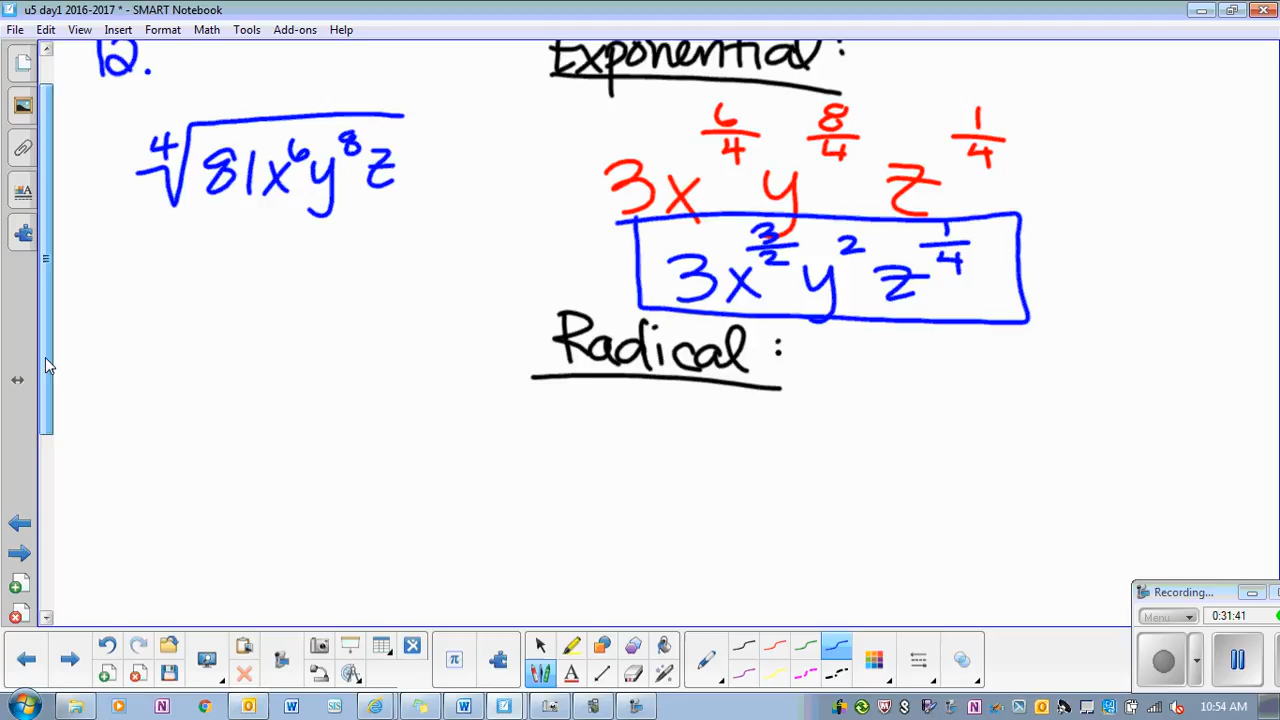 u5 day1 2016-2017 * - SMART Notebook
File Edit View Insert Format Math Tools Add-ons Help
12.
Exponential :
∜81x⁶y⁸z
3x^(6/4) y^(8/4) z^(1/4)
3x^(3/2) y² z^(1/4)
Radical :
Recording...
Menu
0:31:41
10:54 AM